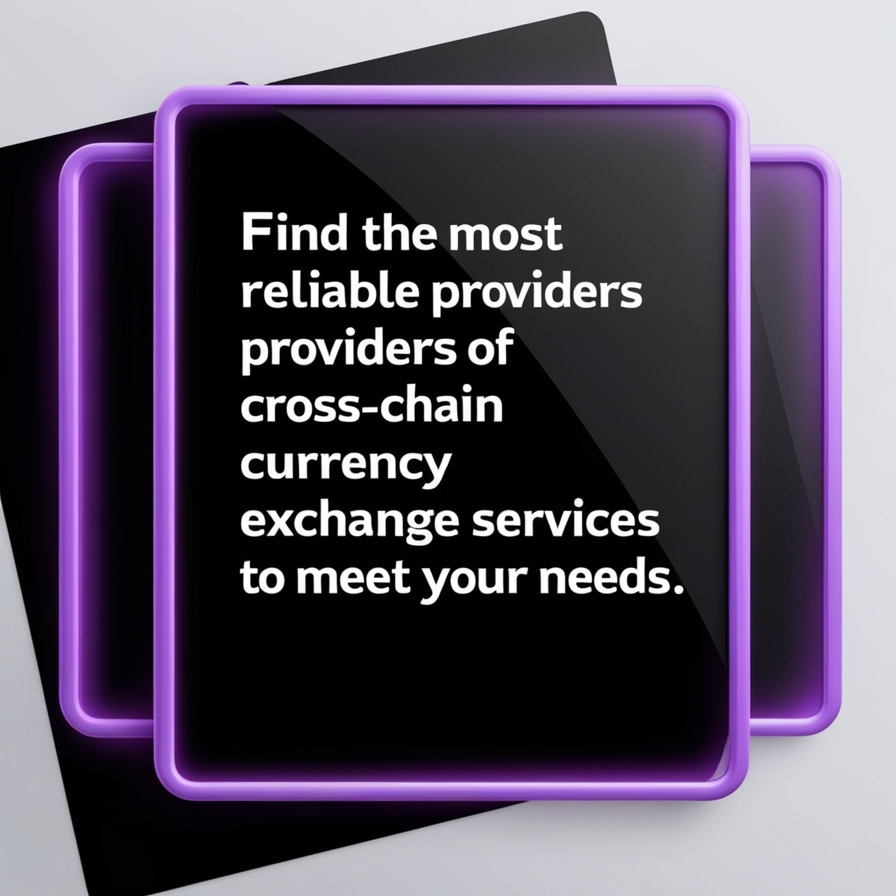 Find the most
reliable providers
providers of
cross-chain
currency
exchange services
to meet your needs.